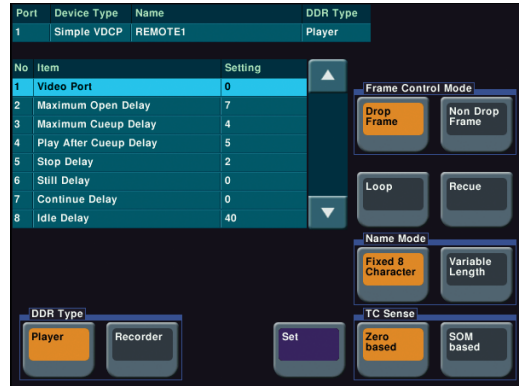 Port Device Type Name DDR Type
1 Simple VDCP REMOTE1 Player
No Item Setting
1 Video Port 0
2 Maximum Open Delay 7
3 Maximum Cueup Delay 4
4 Play After Cueup Delay 5
5 Stop Delay 2
6 Still Delay 0
7 Continue Delay 0
8 Idle Delay 40
Frame Control Mode
Drop Frame
Non Drop Frame
Loop
Recue
Name Mode
Fixed 8 Character
Variable Length
DDR Type
Player
Recorder
Set
TC Sense
Zero based
SOM based